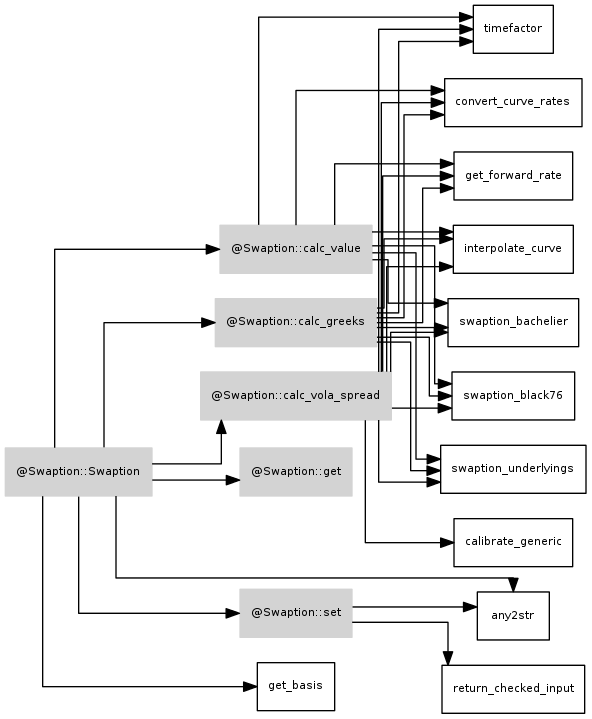 timefactor
convert_curve_rates
get_forward_rate
@Swaption::calc_value
interpolate_curve
@Swaption::calc_greeks
swaption_bachelier
@Swaption::calc_vola_spread
swaption_black76
@Swaption::Swaption
@Swaption::get
swaption_underlyings
calibrate_generic
@Swaption::set
any2str
get_basis
return_checked_input